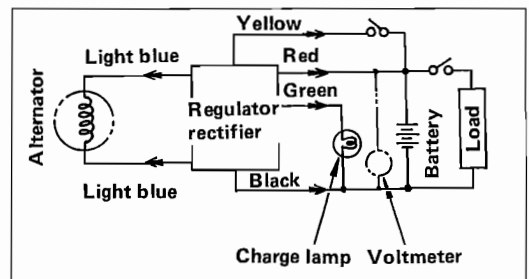 Yellow
Light blue
Red
Green
Alternator
Regulator
rectifier
Battery
Load
Light blue
Black
Charge lamp
Voltmeter